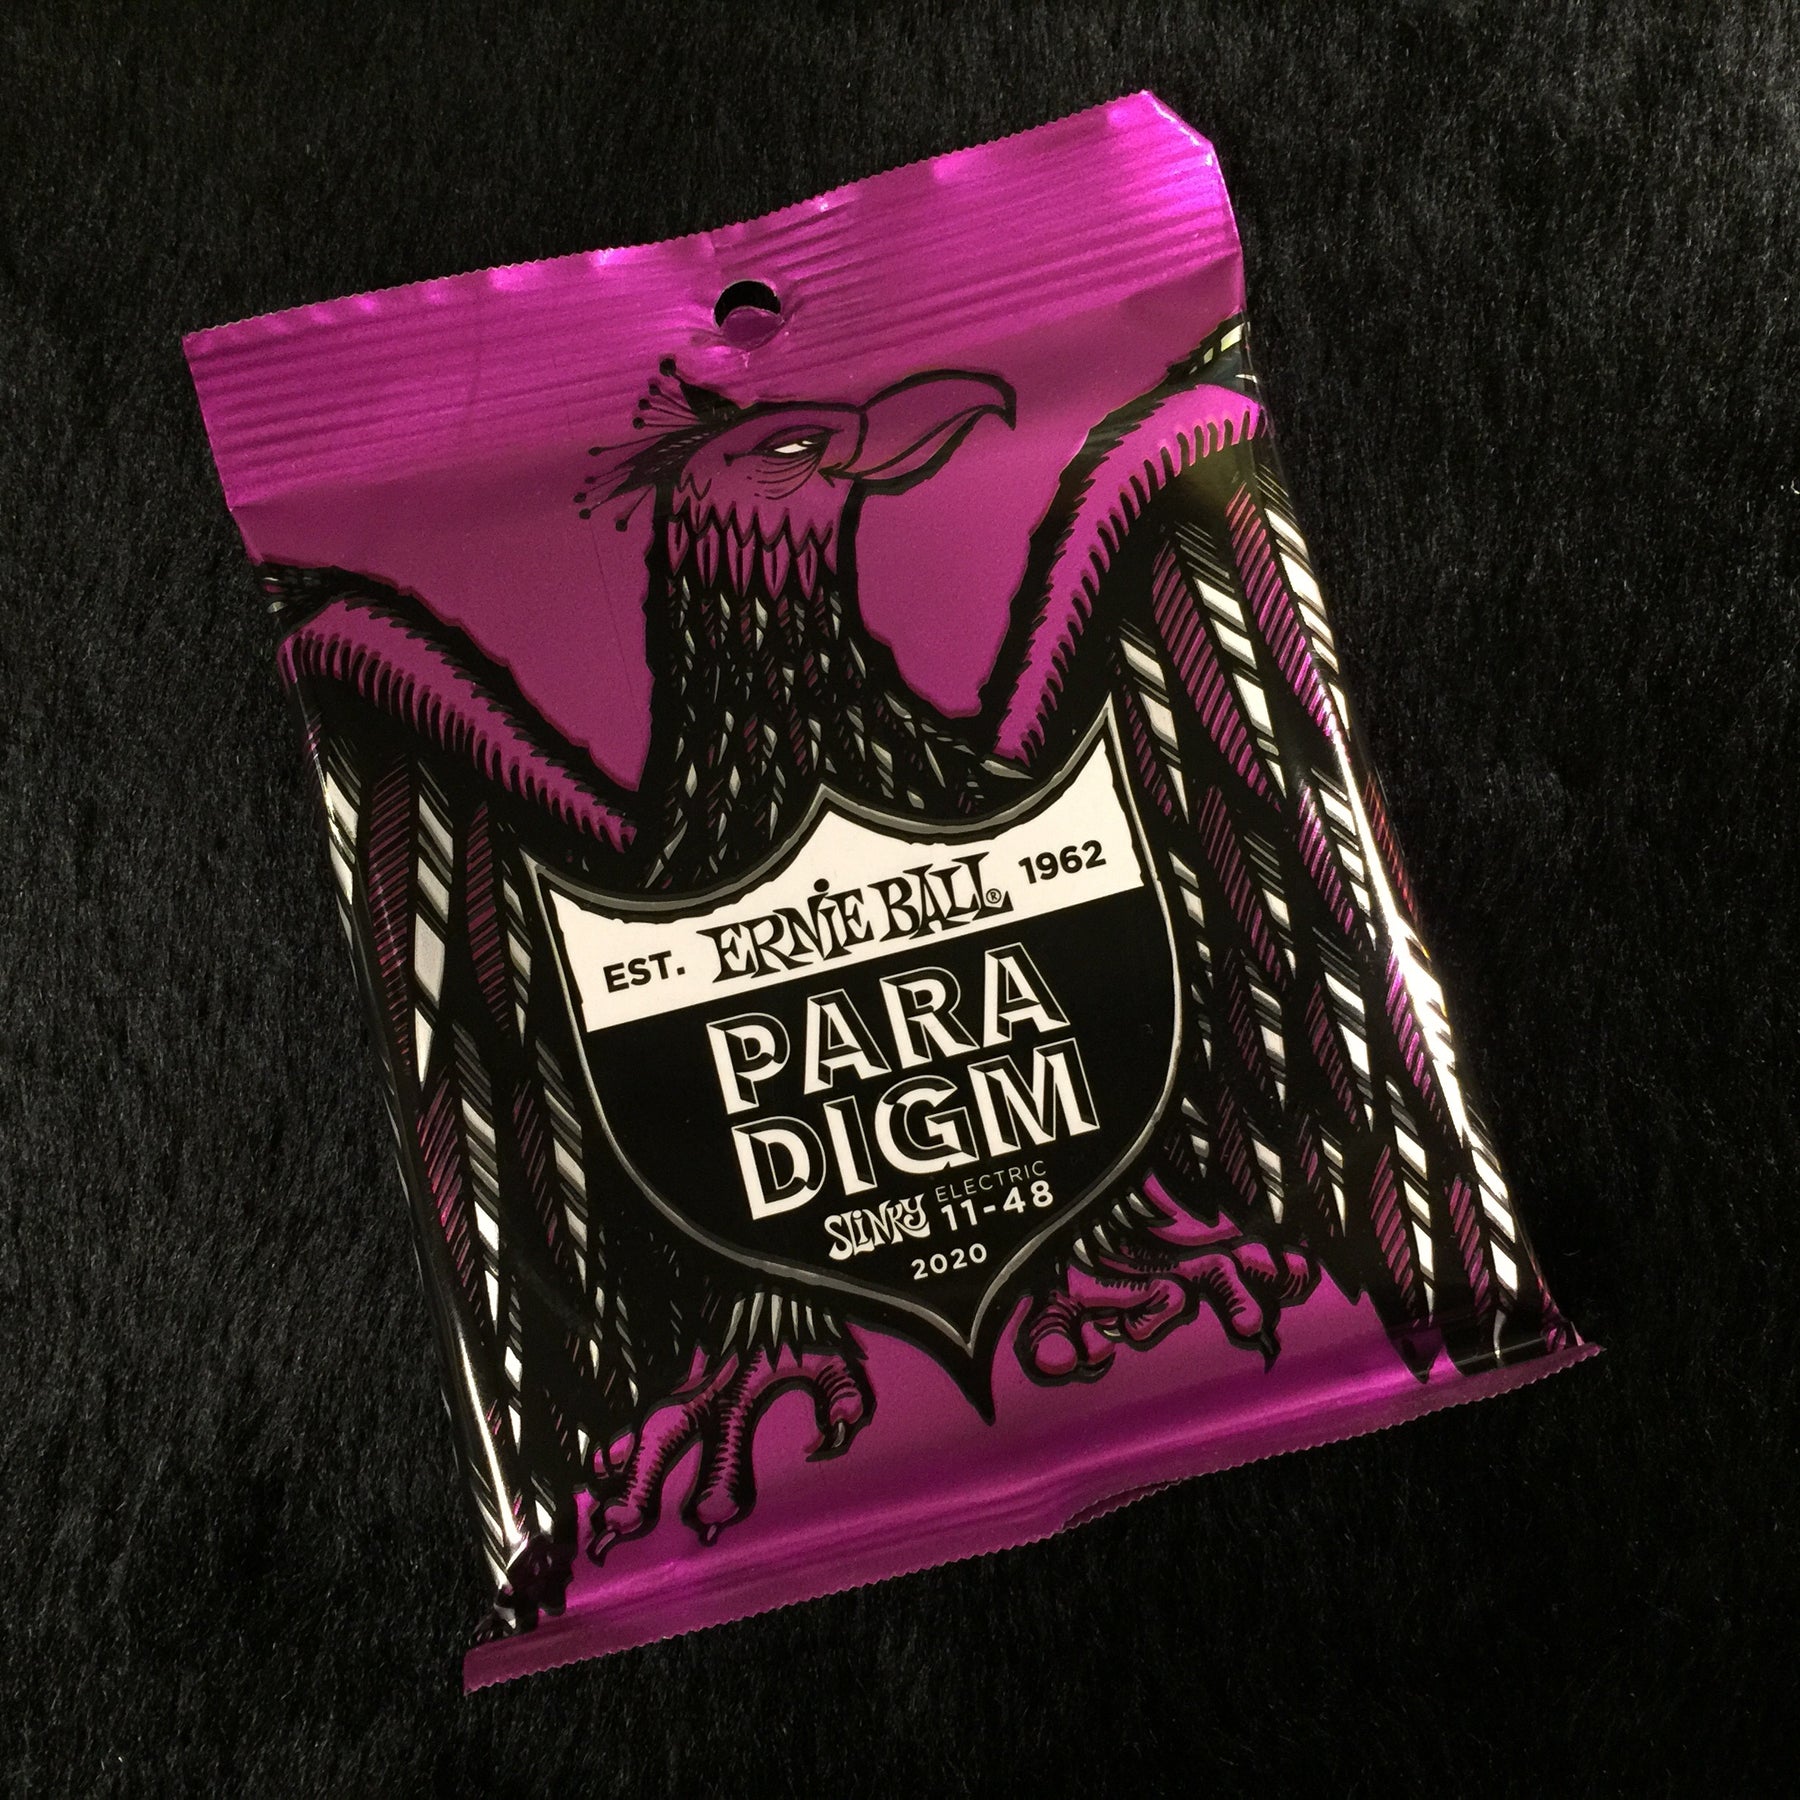 EST. ERNIE BALL® 1962
PARA
DIGM
ELECTRIC
SLINKY 11-48
2020